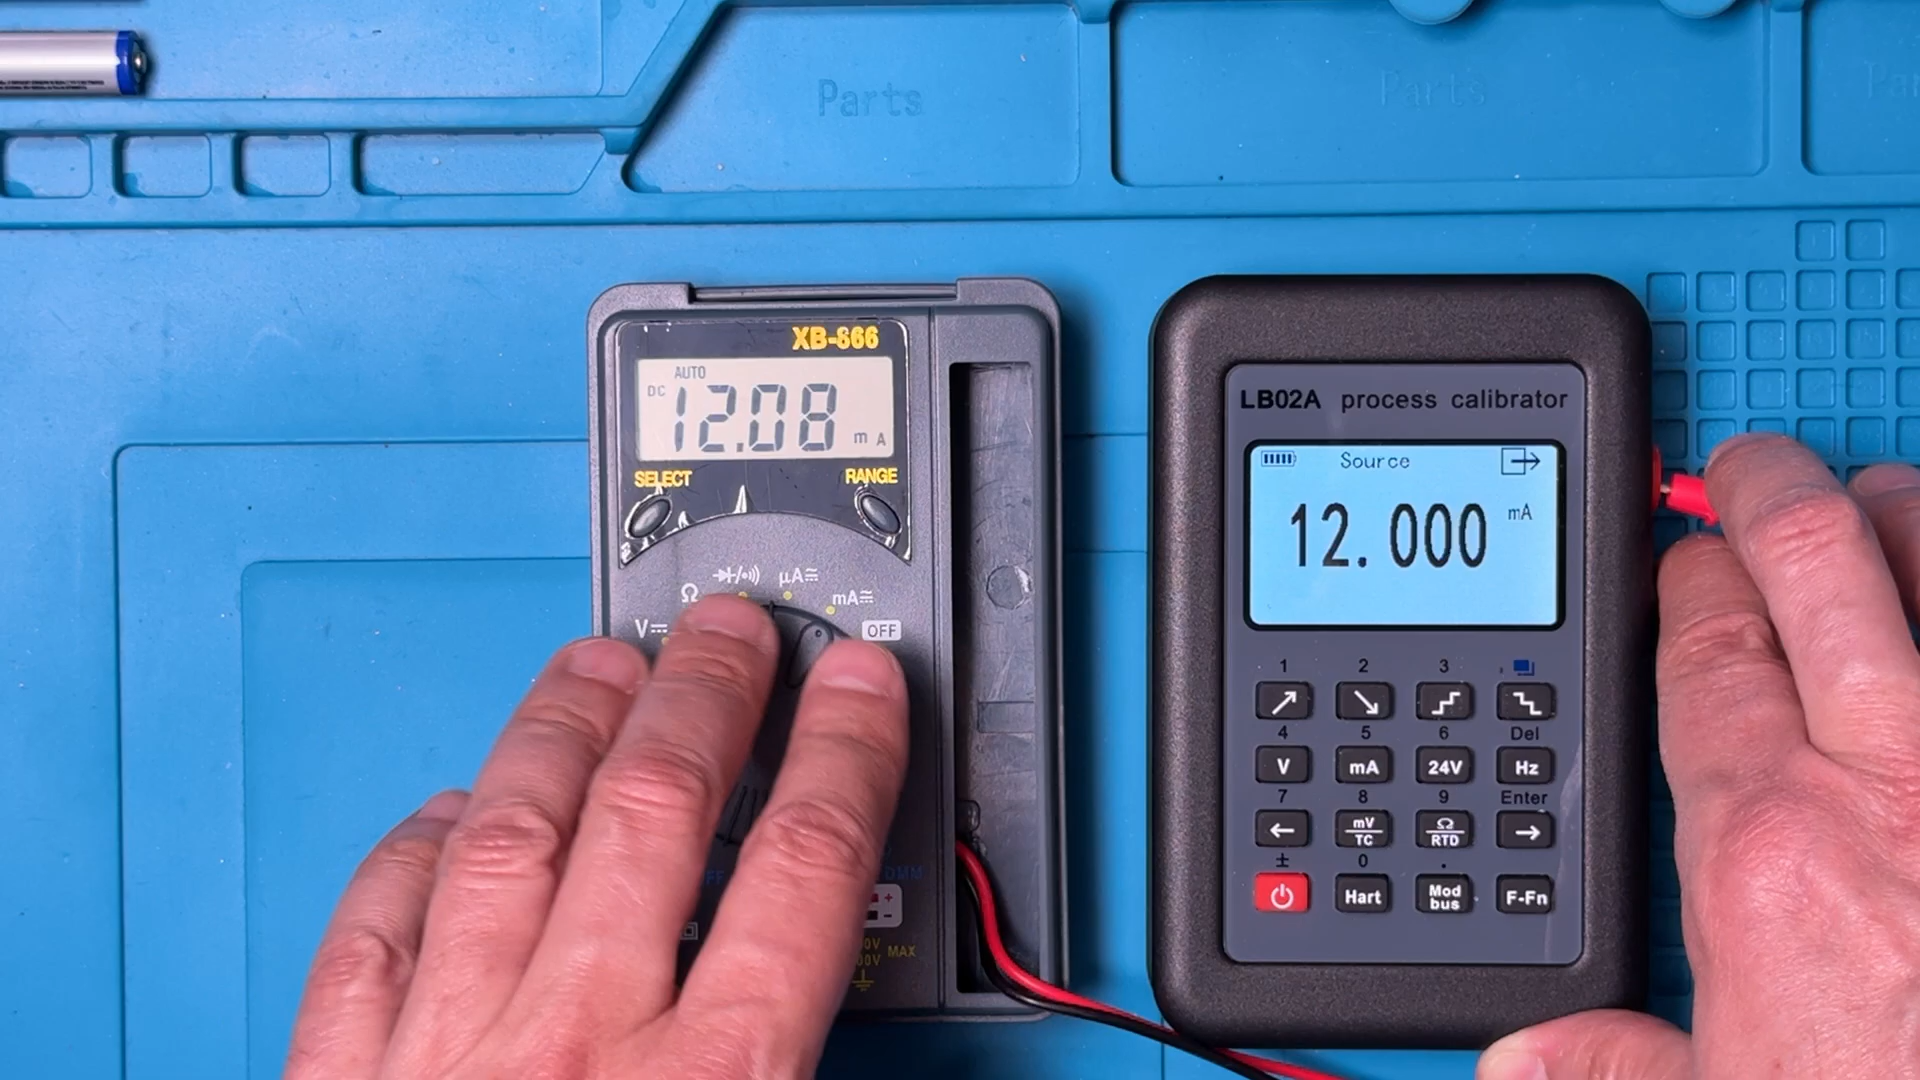 Parts
Parts
XB-866
AUTO
DC
12.08
m A
SELECT
RANGE
Ω
μA
mA
V
OFF
DMM
+
-
MAX
LB02A process calibrator
Source
12.000
mA
1
2
3
4
5
6
Del
V
mA
24V
Hz
7
8
9
Enter
mV
TC
Ω
RTD
±
0
.
Hart
Mod
bus
F-Fn